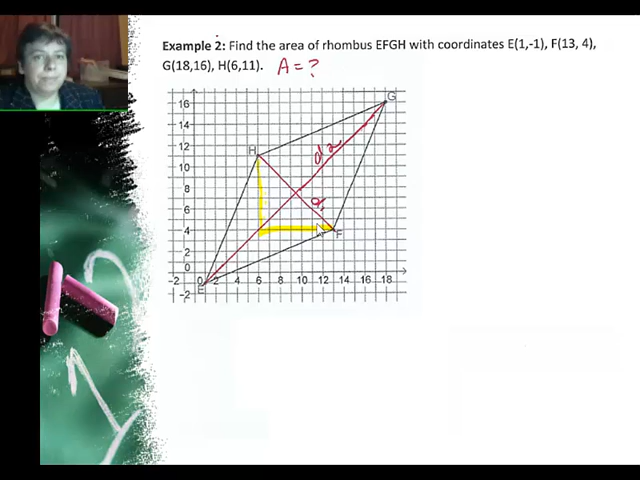 Example 2: Find the area of rhombus EFGH with coordinates E(1,-1), F(13, 4),
G(18,16), H(6,11). A = ?
G
16
14
H
12
10
8
6
4
2
0
-2
d2
d1
F
-2 0 2 4 6 8 10 12 14 16 18
E